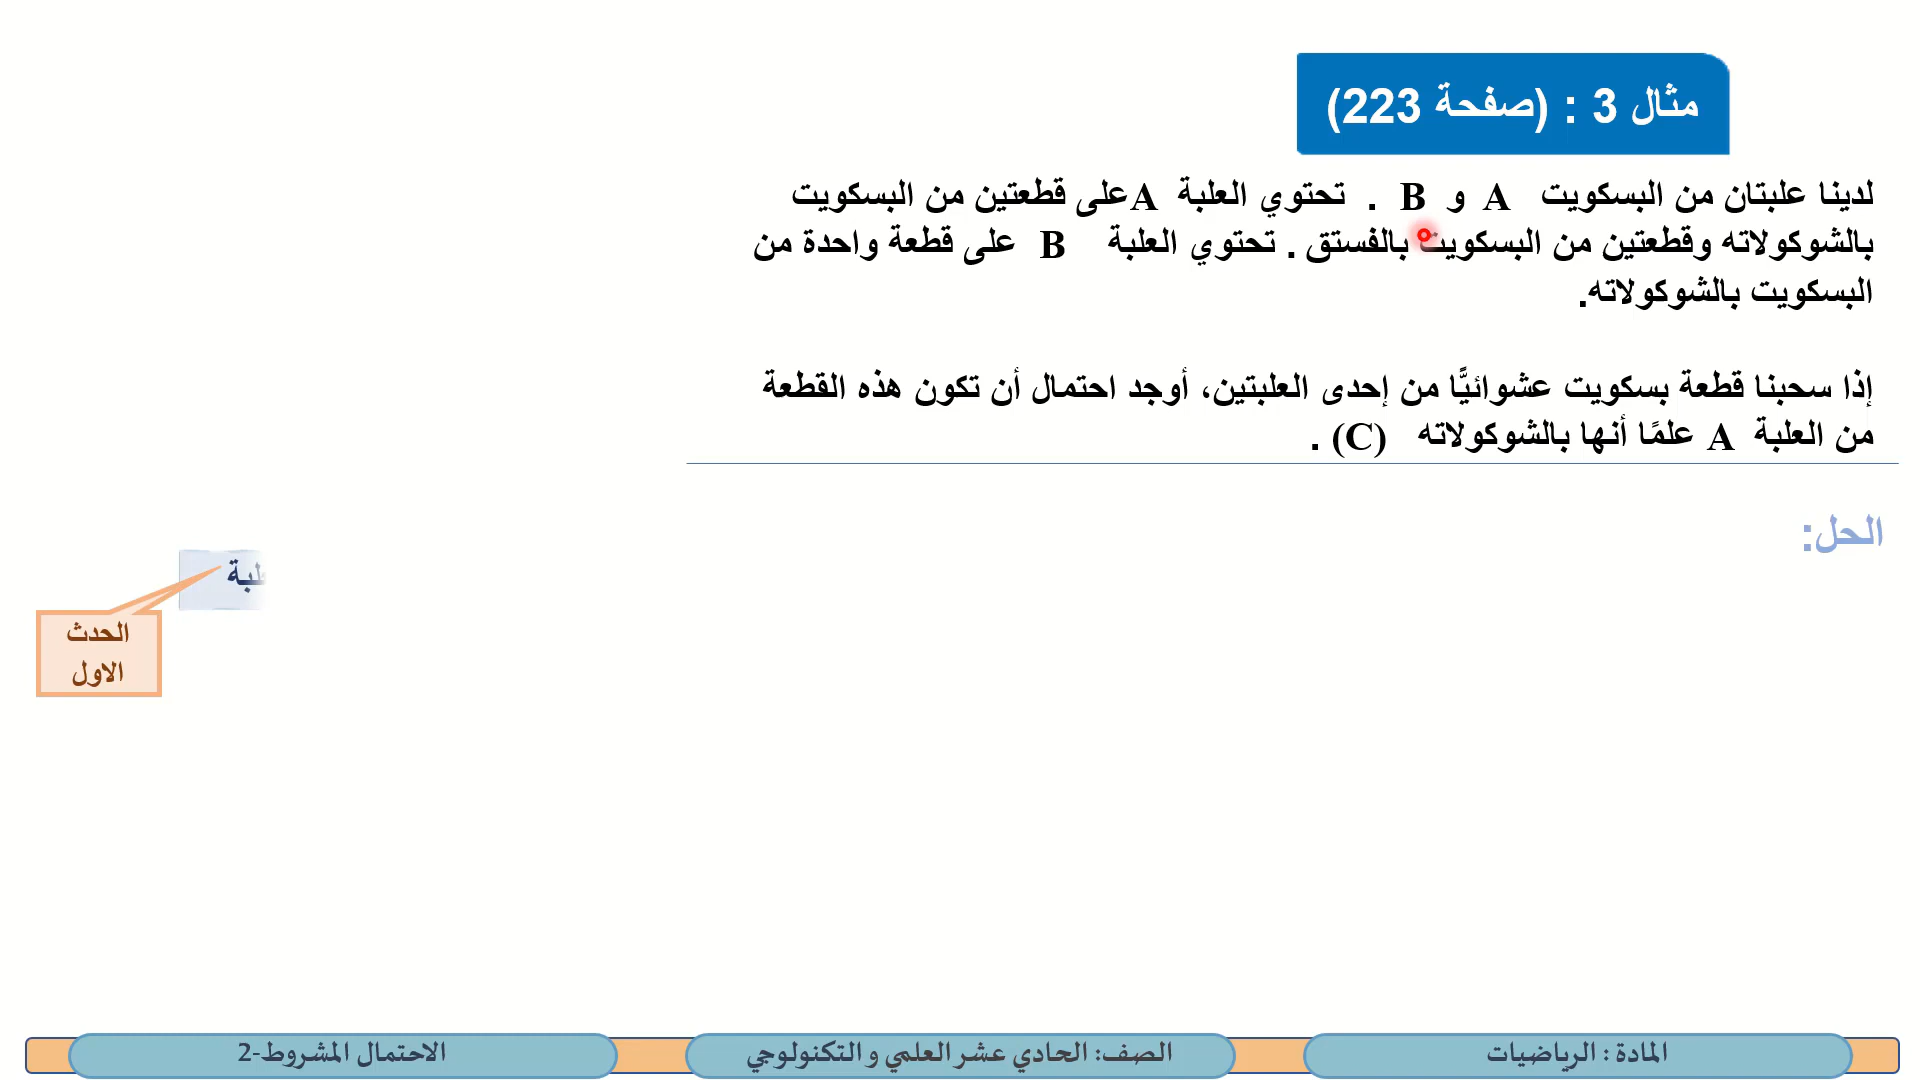 مثال 3 : (صفحة 223)
لدينا علبتان من البسكويت A و B . تحتوي العلبة A على قطعتين من البسكويت
بالشوكولاته وقطعتين من البسكويت بالفستق . تحتوي العلبة B على قطعة واحدة من
البسكويت بالشوكولاته.
إذا سحبنا قطعة بسكويت عشوائيًّا من إحدى العلبتين، أوجد احتمال أن تكون هذه القطعة
من العلبة A علمًا أنها بالشوكولاته (C) .
الحل:
الحدث
الاول
المادة : الرياضيات
الصف: الحادي عشر العلمي و التكنولوجي
الاحتمال المشروط-2